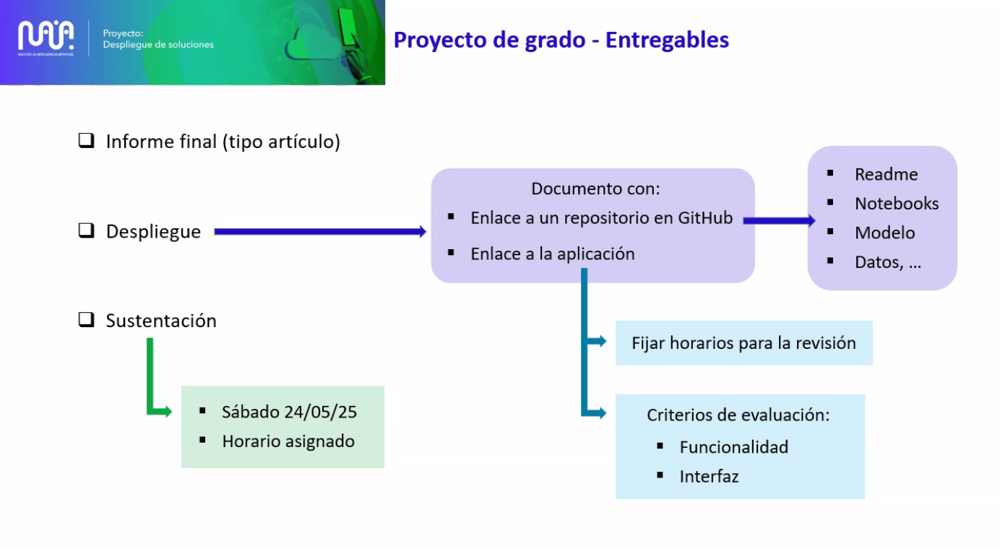 MAIA
MAESTRÍA EN INTELIGENCIA ARTIFICIAL
Proyecto:
Despliegue de soluciones
Proyecto de grado - Entregables
Informe final (tipo artículo)
Despliegue
Documento con:
Enlace a un repositorio en GitHub
Enlace a la aplicación
Readme
Notebooks
Modelo
Datos, ...
Sustentación
Sábado 24/05/25
Horario asignado
Fijar horarios para la revisión
Criterios de evaluación:
Funcionalidad
Interfaz